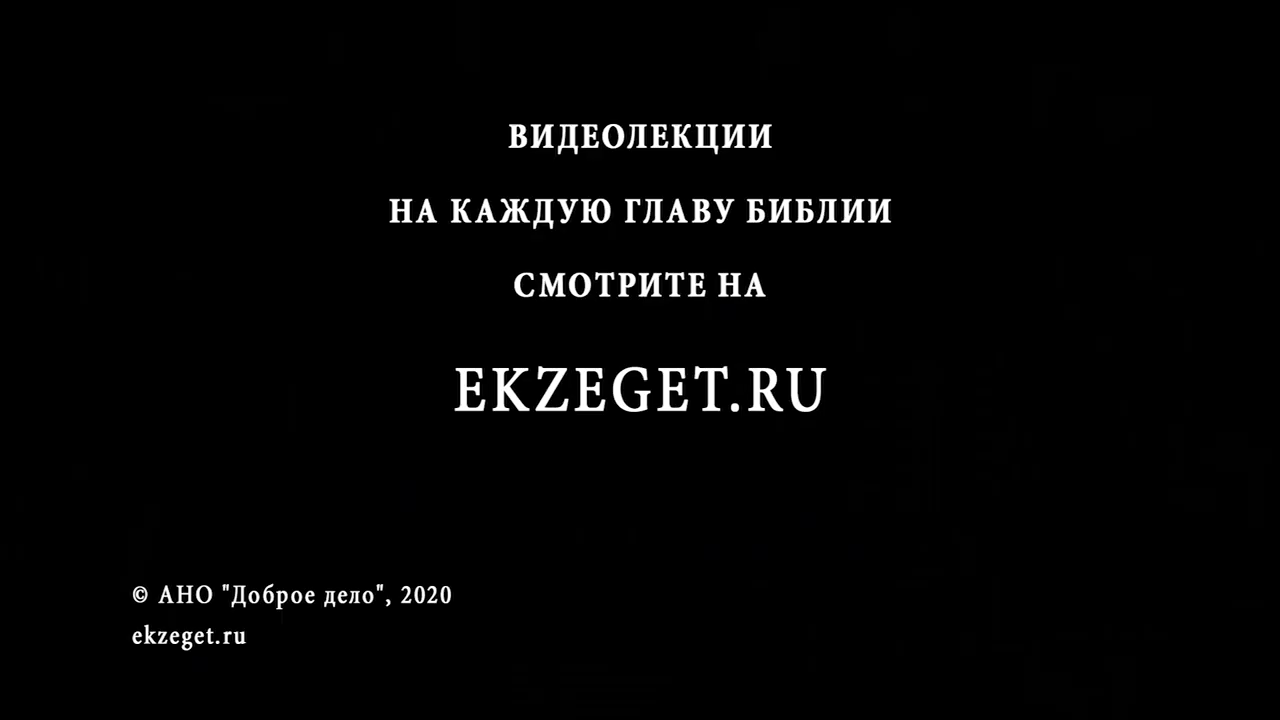 ВИДЕОЛЕКЦИИ
НА КАЖДУЮ ГЛАВУ БИБЛИИ
СМОТРИТЕ НА
EKZEGET.RU
© АНО "Доброе дело", 2020
ekzeget.ru